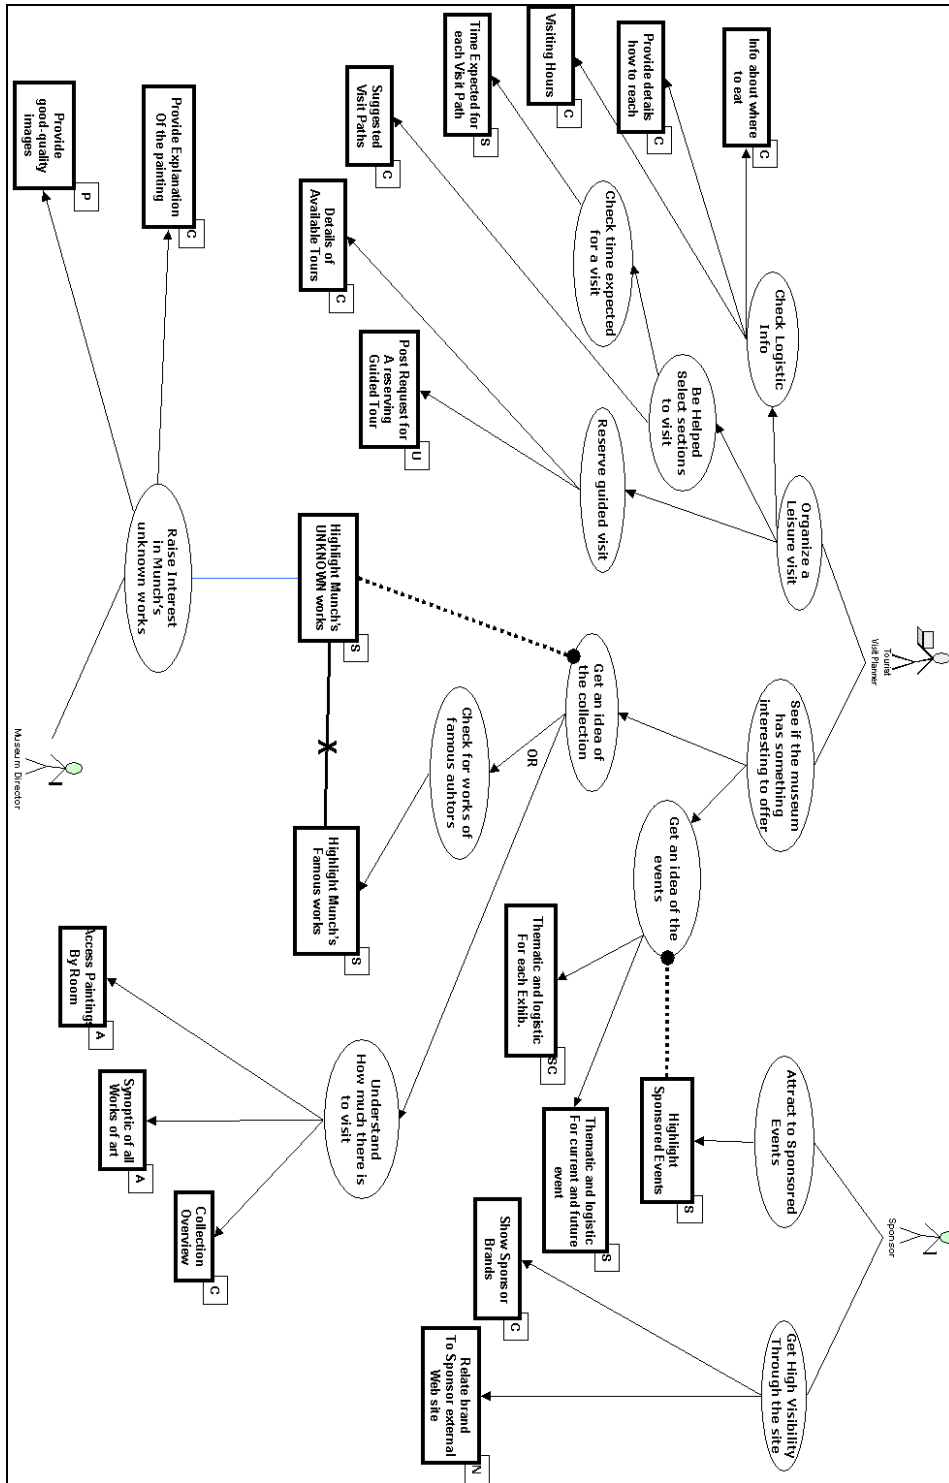 Tourist
Visit Planner
Sponsor
Organize a
Leisure visit
See if the museum
has something
interesting to offer
Attract to Sponsored
Events
Get High Visibility
Through the site
Info about where
to eat
C
Check Logistic
Info
Provide details
how to reach
C
Be Helped
Select sections
to visit
Get an idea of the
events
Highlight
Sponsored Events
S
Visiting Hours
C
Check time expected
for a visit
Reserve guided visit
Get an idea of
the collection
Thematic and logistic
For each Exhib.
SC
Thematic and logistic
For current and future
event
S
Time Expected for
each Visit Path
S
OR
Check for works of
famous auhtors
Show Sponsor
Brands
C
Relate brand
To Sponsor external
Web site
N
Suggested
Visit Paths
C
Post Request for
A reserving
Guided Tour
U
Details of
Available Tours
C
Highlight Munch's
UNKNOWN works
S
X
Highlight Munch's
Famous works
S
Understand
How much there is
to visit
Provide Explanation
Of the painting
C
Raise Interest
in Munch's
unknown works
Collection
Overview
C
Synoptic of all
Works of art
A
Access Paintings
By Room
A
Provide
good-quality
images
P
Museum Director